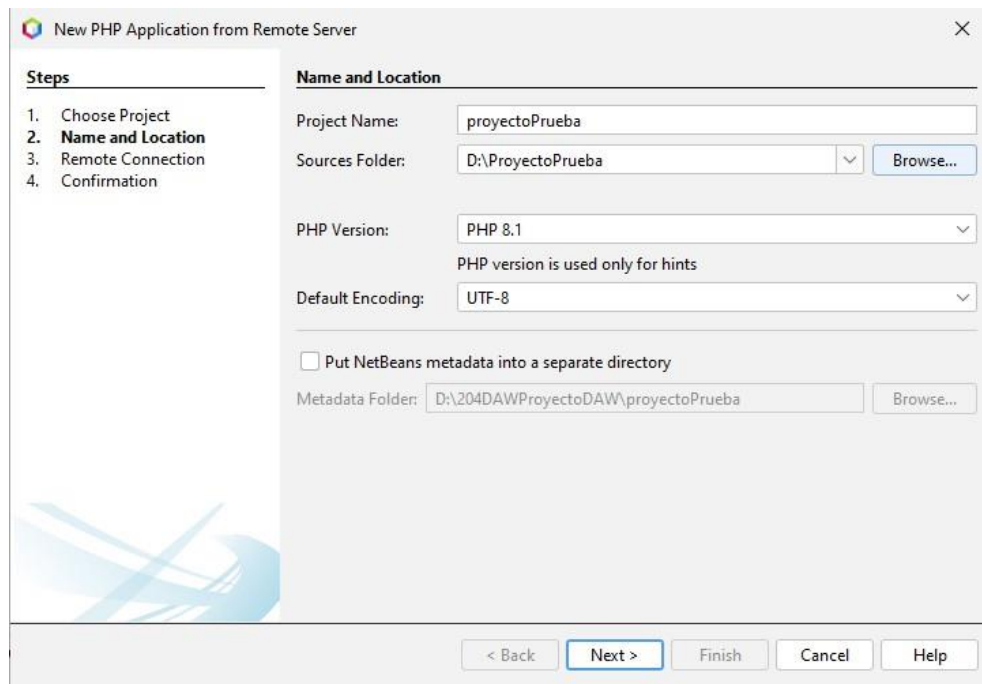 New PHP Application from Remote Server
Steps
1. Choose Project
2. Name and Location
3. Remote Connection
4. Confirmation
Name and Location
Project Name: proyectoPrueba
Sources Folder: D:\ProyectoPrueba Browse...
PHP Version: PHP 8.1
PHP version is used only for hints
Default Encoding: UTF-8
Put NetBeans metadata into a separate directory
Metadata Folder: D:\204DAWProyectoDAW\proyectoPrueba Browse...
< Back Next > Finish Cancel Help